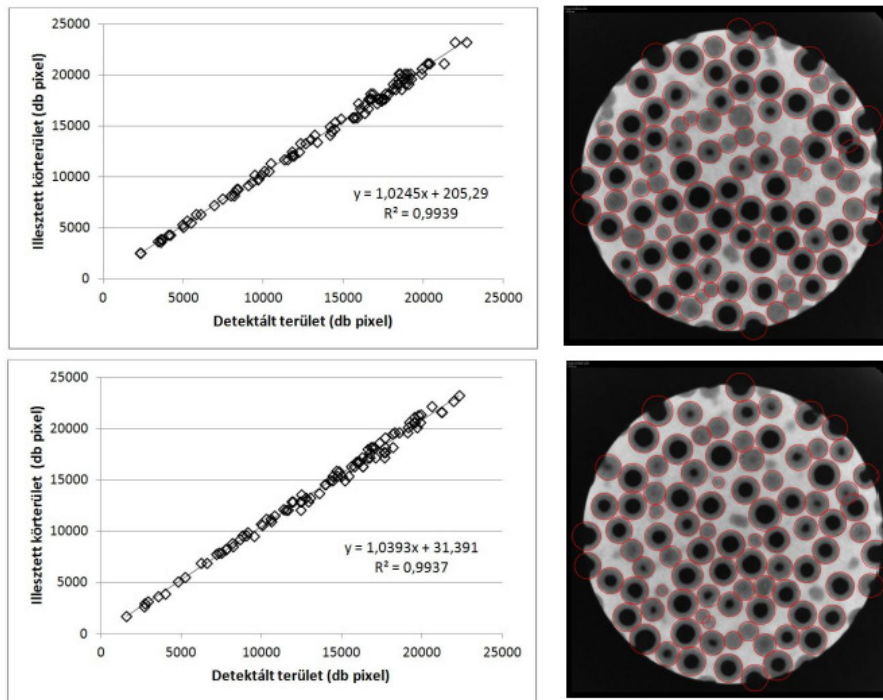 25000
20000
15000
10000
5000
0
Illesztett körterület (db pixel)
y = 1,0245x + 205,29
R² = 0,9939
0 5000 10000 15000 20000 25000
Detektált terület (db pixel)
25000
20000
15000
10000
5000
0
Illesztett körterület (db pixel)
y = 1,0393x + 31,391
R² = 0,9937
0 5000 10000 15000 20000 25000
Detektált terület (db pixel)